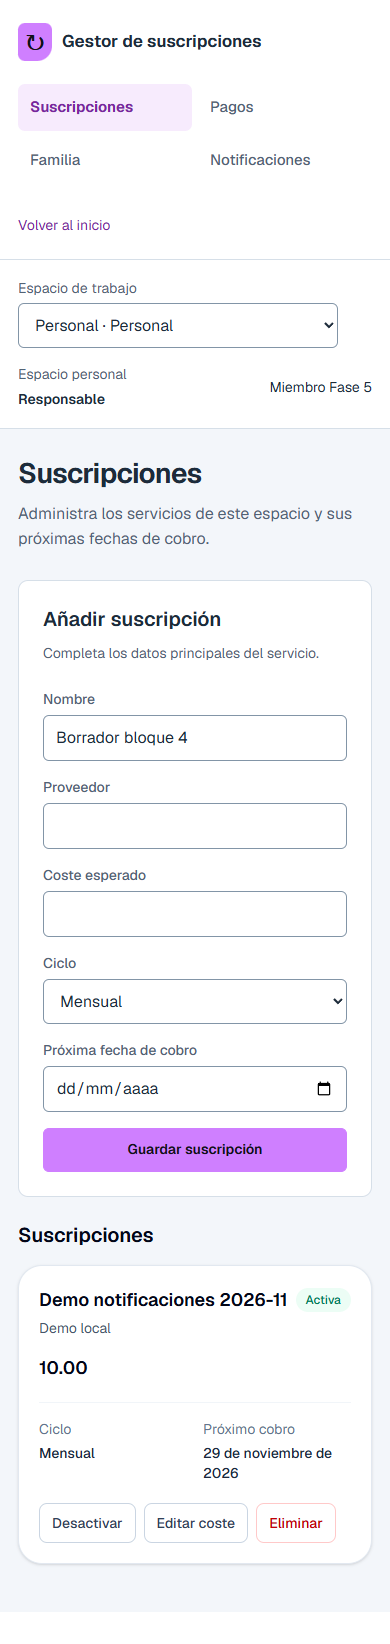 Gestor de suscripciones
Suscripciones
Pagos
Familia
Notificaciones
Volver al inicio
Espacio de trabajo
Personal · Personal
Espacio personal
Responsable
Miembro Fase 5
Suscripciones
Administra los servicios de este espacio y sus
próximas fechas de cobro.
Añadir suscripción
Completa los datos principales del servicio.
Nombre
Borrador bloque 4
Proveedor
Coste esperado
Ciclo
Mensual
Próxima fecha de cobro
dd/mm/aaaa
Guardar suscripción
Suscripciones
Demo notificaciones 2026-11
Activa
Demo local
10.00
Ciclo
Mensual
Próximo cobro
29 de noviembre de
2026
Desactivar
Editar coste
Eliminar